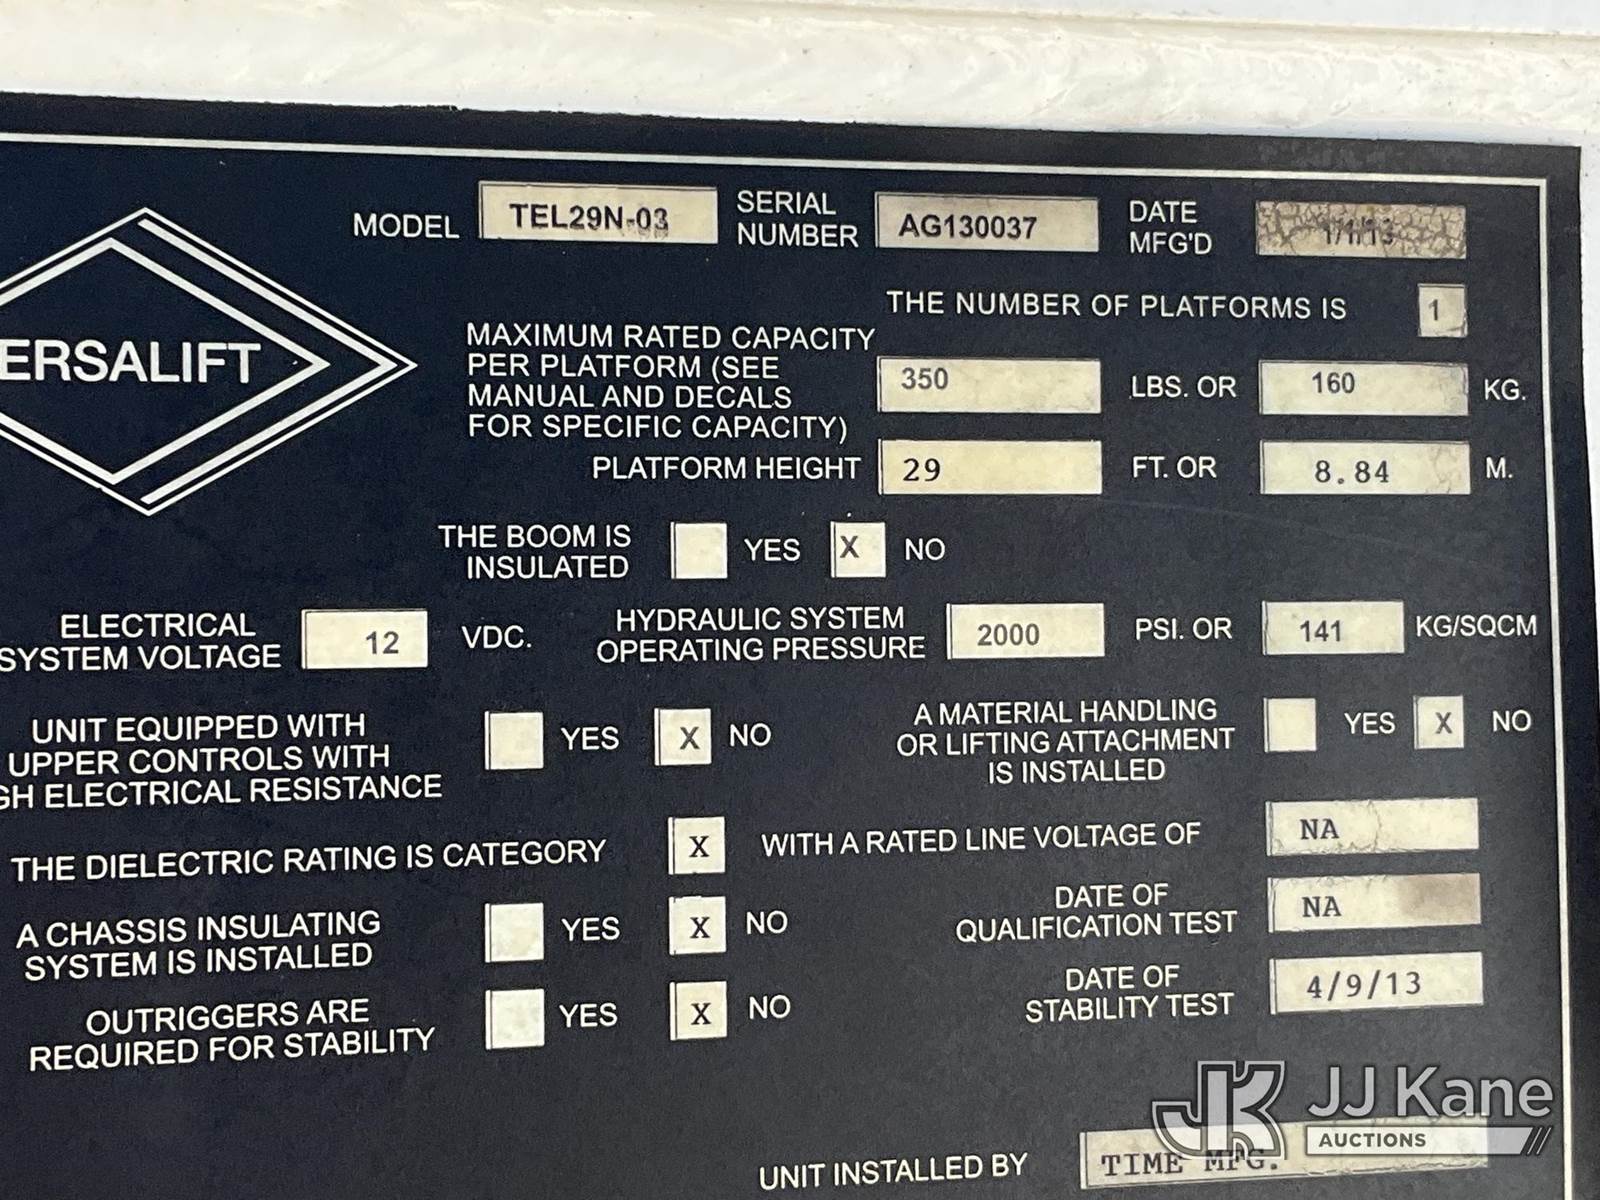 ERSALIFT
MODEL TEL29N-03 SERIAL NUMBER AG130037 DATE MFG'D 1/1/13
THE NUMBER OF PLATFORMS IS 1
MAXIMUM RATED CAPACITY
PER PLATFORM (SEE
MANUAL AND DECALS
FOR SPECIFIC CAPACITY) 350 LBS. OR 160 KG.
PLATFORM HEIGHT 29 FT. OR 8.84 M.
THE BOOM IS
INSULATED YES X NO
ELECTRICAL
SYSTEM VOLTAGE 12 VDC.
HYDRAULIC SYSTEM
OPERATING PRESSURE 2000 PSI. OR 141 KG/SQCM
UNIT EQUIPPED WITH
UPPER CONTROLS WITH
GH ELECTRICAL RESISTANCE YES X NO
A MATERIAL HANDLING
OR LIFTING ATTACHMENT
IS INSTALLED YES X NO
THE DIELECTRIC RATING IS CATEGORY X WITH A RATED LINE VOLTAGE OF NA
A CHASSIS INSULATING
SYSTEM IS INSTALLED YES X NO
DATE OF
QUALIFICATION TEST NA
OUTRIGGERS ARE
REQUIRED FOR STABILITY YES X NO
DATE OF
STABILITY TEST 4/9/13
UNIT INSTALLED BY TIME MFG.
JK JJ Kane
AUCTIONS